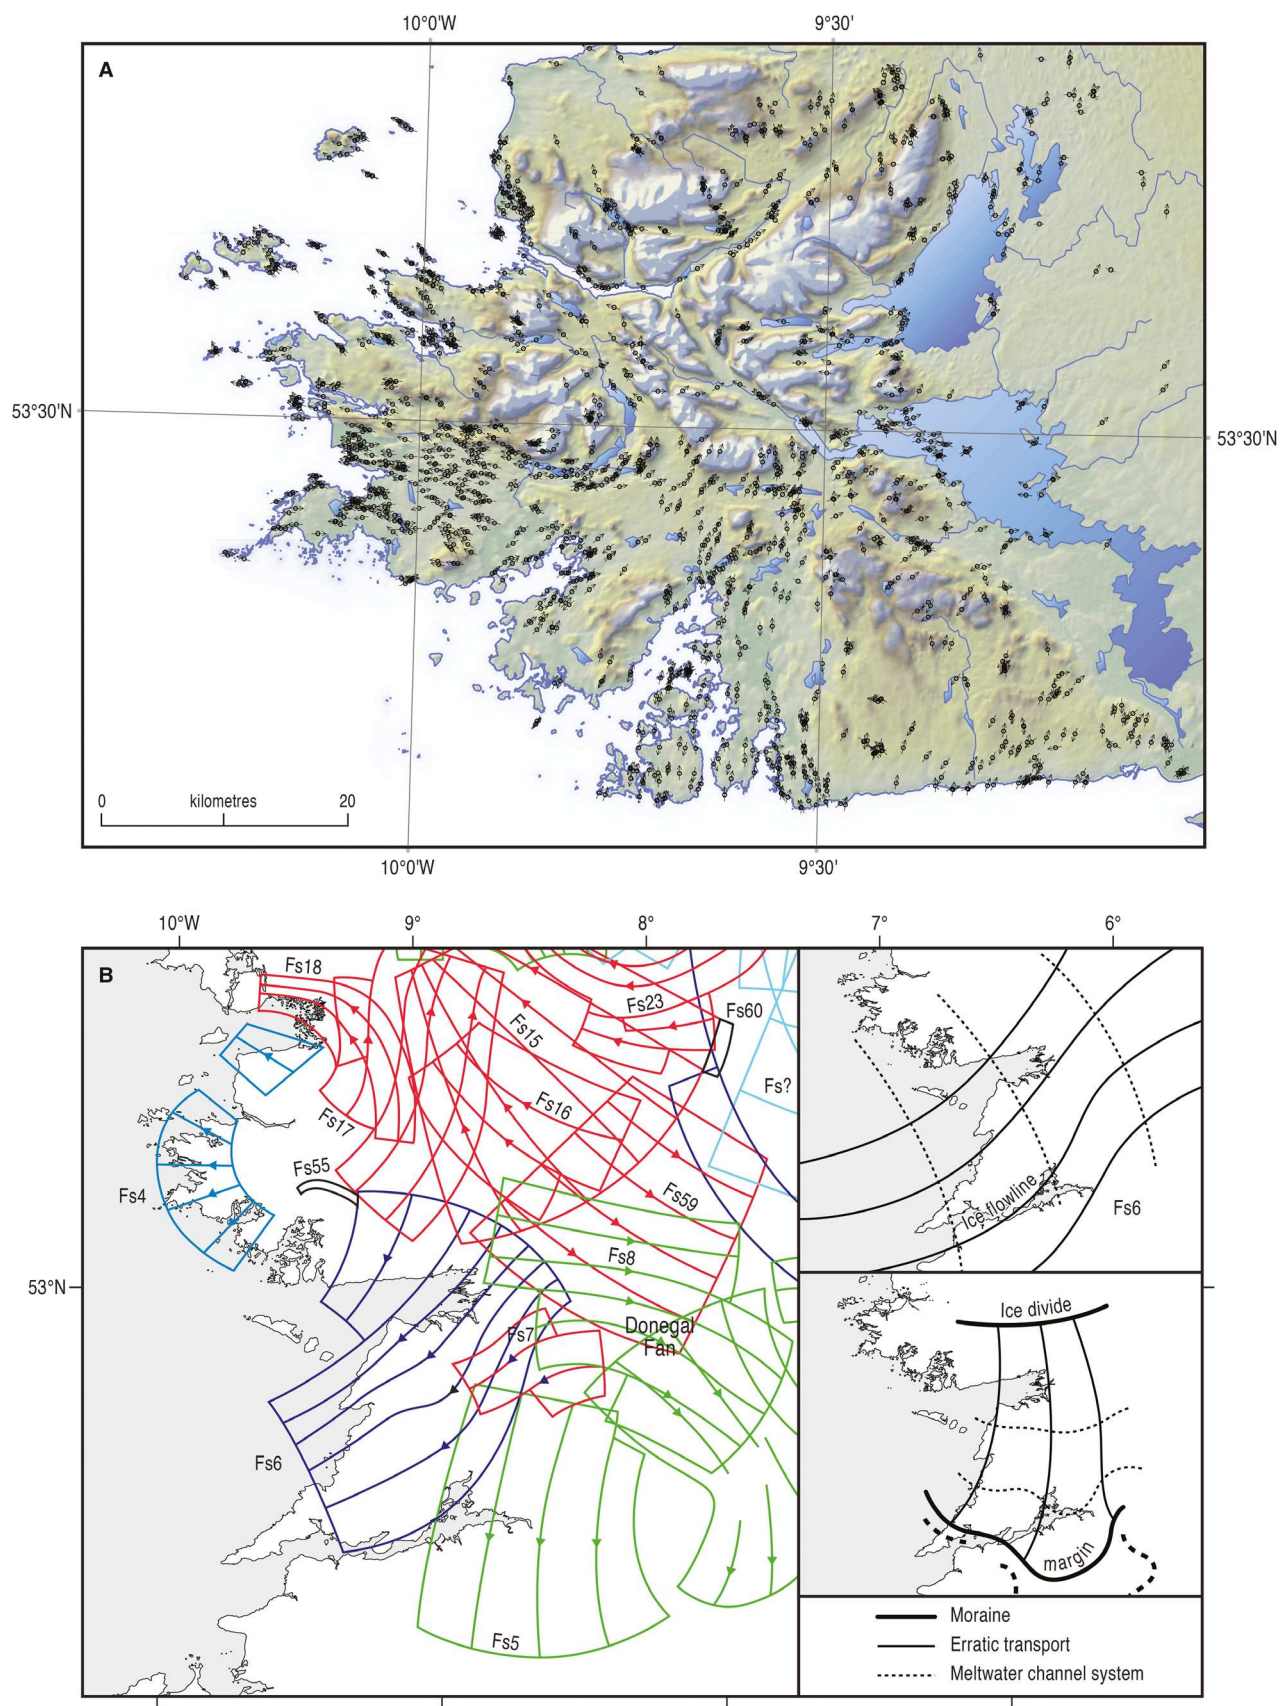 10°0'W 9°30'
A
53°30'N
53°30'N
0 kilometres 20
10°0'W 9°30'
10°W 9° 8° 7° 6°
B
Fs18
Fs23
Fs60
Fs15
Fs?
Fs16
Fs17
Fs55
Fs4
Fs59
Ice flowline
Fs6
Fs8
53°N
Ice divide
Donegal
Fan
Fs7
Fs6
margin
Moraine
Fs5
Erratic transport
Meltwater channel system